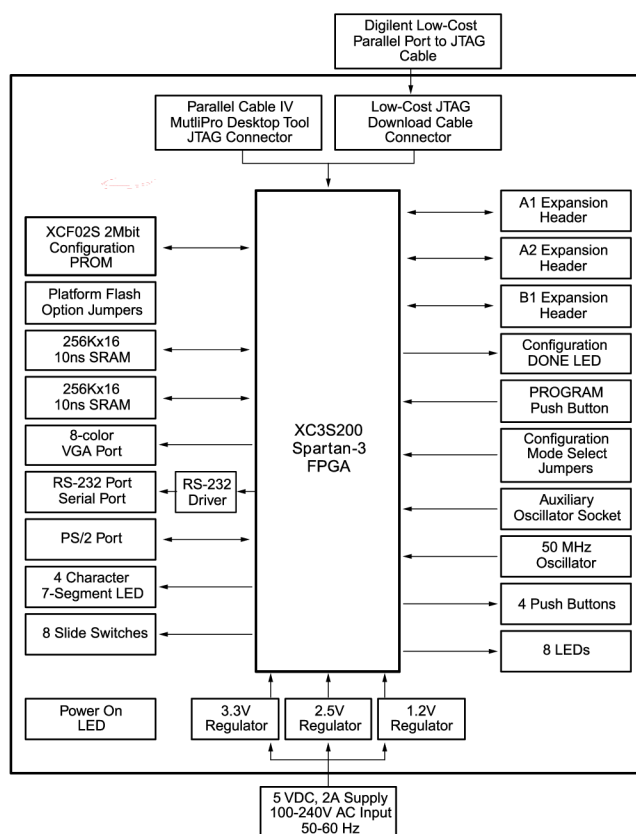 Digilent Low-Cost
Parallel Port to JTAG
Cable
Parallel Cable IV
MutliPro Desktop Tool
JTAG Connector
Low-Cost JTAG
Download Cable
Connector
XCF02S 2Mbit
Configuration
PROM
Platform Flash
Option Jumpers
256Kx16
10ns SRAM
256Kx16
10ns SRAM
8-color
VGA Port
RS-232 Port
Serial Port
RS-232
Driver
PS/2 Port
4 Character
7-Segment LED
8 Slide Switches
Power On
LED
XC3S200
Spartan-3
FPGA
A1 Expansion
Header
A2 Expansion
Header
B1 Expansion
Header
Configuration
DONE LED
PROGRAM
Push Button
Configuration
Mode Select
Jumpers
Auxiliary
Oscillator Socket
50 MHz
Oscillator
4 Push Buttons
8 LEDs
3.3V
Regulator
2.5V
Regulator
1.2V
Regulator
5 VDC, 2A Supply
100-240V AC Input
50-60 Hz